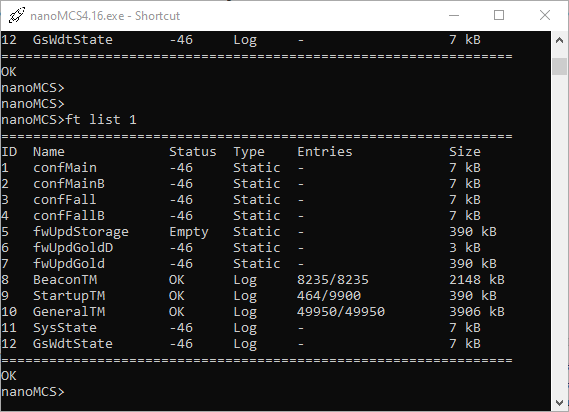 nanoMCS4.16.exe - Shortcut
12  GsWdtState       -46     Log     -                  7 kB
================================================================
OK
nanoMCS>
nanoMCS>
nanoMCS>ft list 1
================================================================
ID  Name             Status  Type    Entries            Size
1   confMain         -46     Static  -                  7 kB
2   confMainB        -46     Static  -                  7 kB
3   confFall         -46     Static  -                  7 kB
4   confFallB        -46     Static  -                  7 kB
5   fwUpdStorage     Empty   Static  -                  390 kB
6   fwUpdGoldD       -46     Static  -                  3 kB
7   fwUpdGold        -46     Static  -                  390 kB
8   BeaconTM         OK      Log     8235/8235          2148 kB
9   StartupTM        OK      Log     464/9900           390 kB
10  GeneralTM        OK      Log     49950/49950        3906 kB
11  SysState         -46     Log     -                  7 kB
12  GsWdtState       -46     Log     -                  7 kB
================================================================
OK
nanoMCS>